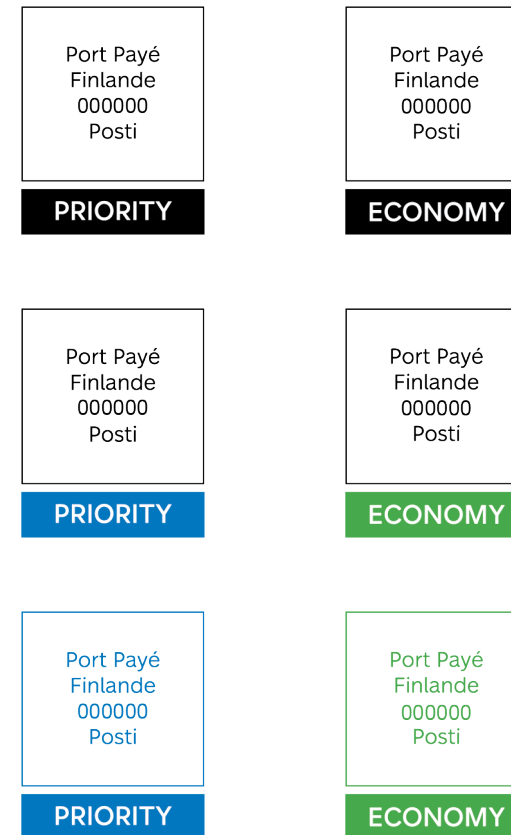 Port Payé
Finlande
000000
Posti
PRIORITY
Port Payé
Finlande
000000
Posti
ECONOMY
Port Payé
Finlande
000000
Posti
PRIORITY
Port Payé
Finlande
000000
Posti
ECONOMY
Port Payé
Finlande
000000
Posti
PRIORITY
Port Payé
Finlande
000000
Posti
ECONOMY